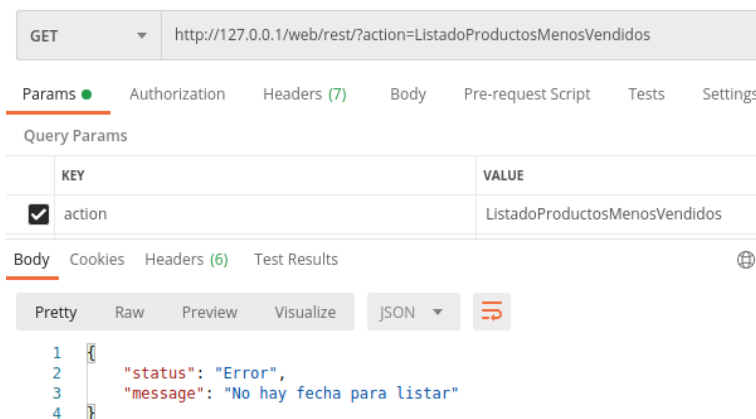 GET http://127.0.0.1/web/rest/?action=ListadoProductosMenosVendidos
Params Authorization Headers (7) Body Pre-request Script Tests Settings
Query Params
KEY VALUE
action ListadoProductosMenosVendidos
Body Cookies Headers (6) Test Results
Pretty Raw Preview Visualize JSON
1 {
2 "status": "Error",
3 "message": "No hay fecha para listar"
4 }